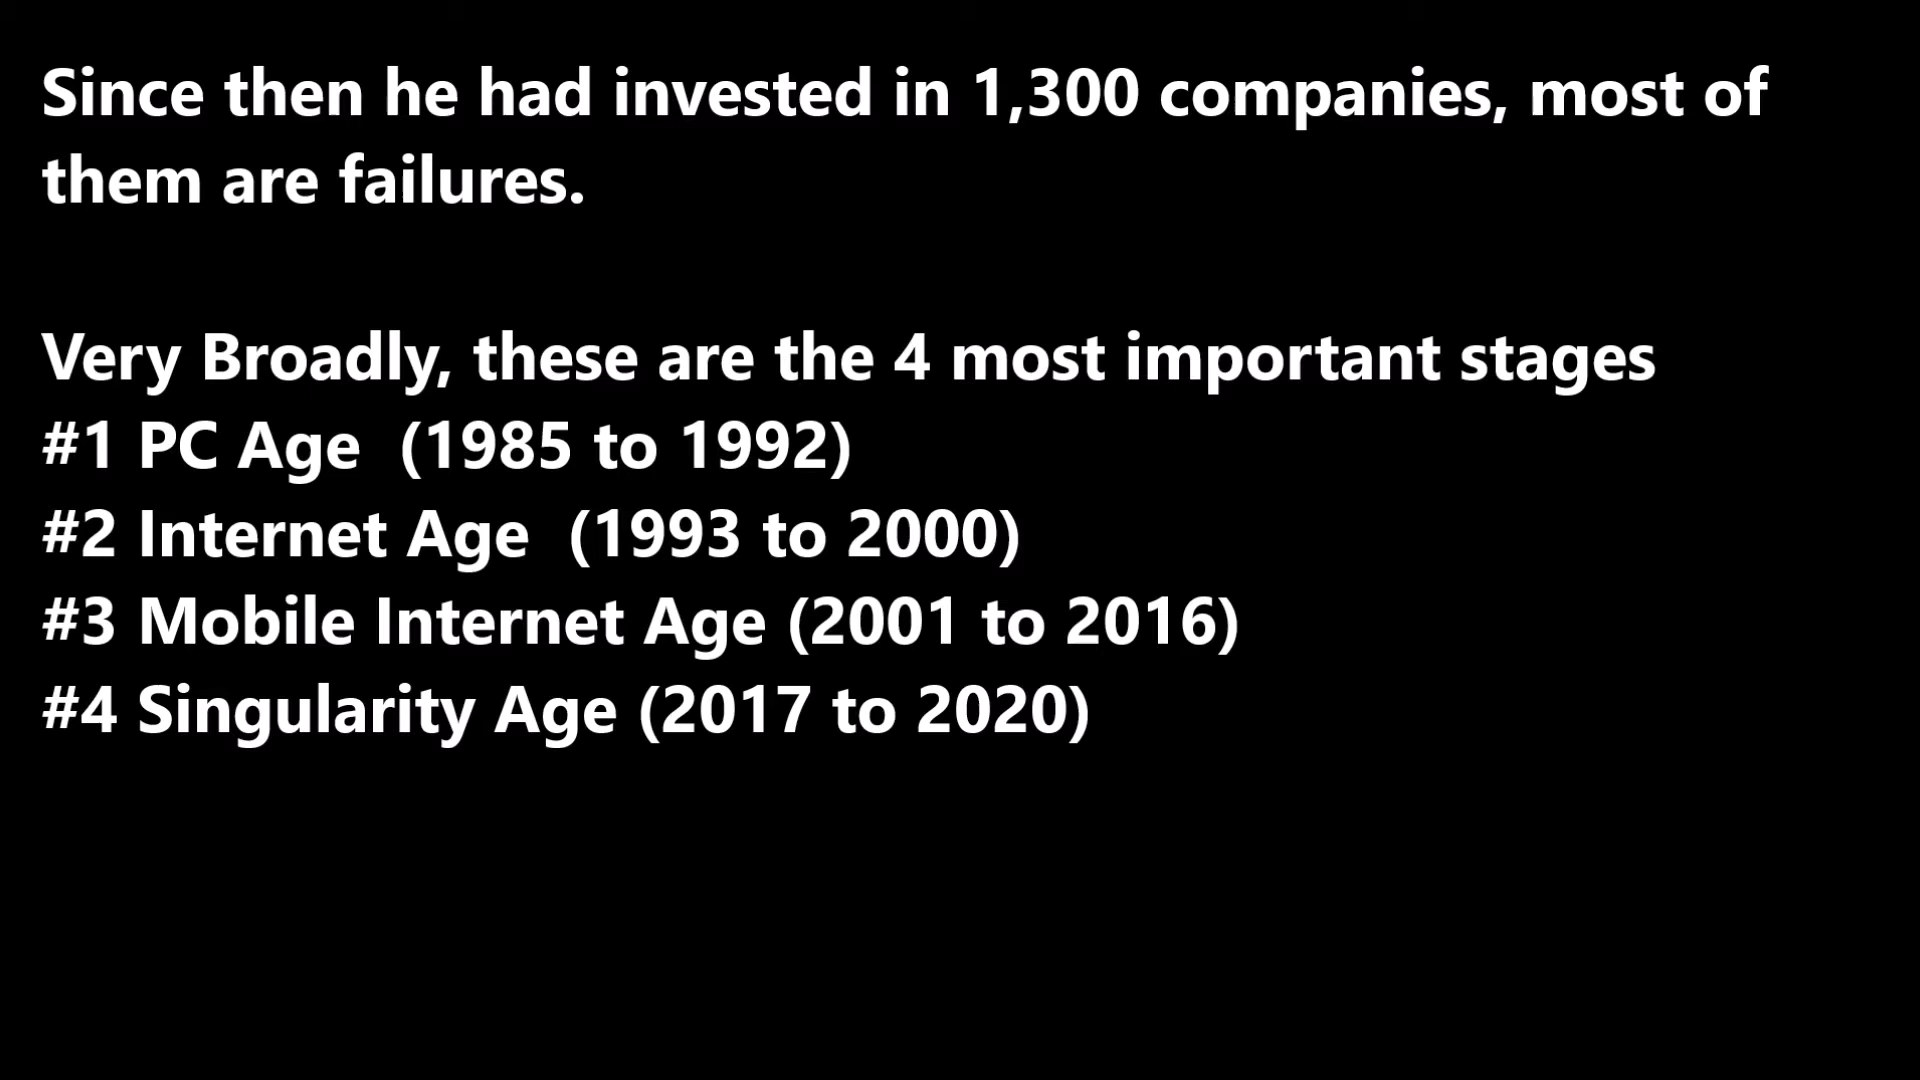 Since then he had invested in 1,300 companies, most of
them are failures.
Very Broadly, these are the 4 most important stages
#1 PC Age  (1985 to 1992)
#2 Internet Age  (1993 to 2000)
#3 Mobile Internet Age (2001 to 2016)
#4 Singularity Age (2017 to 2020)